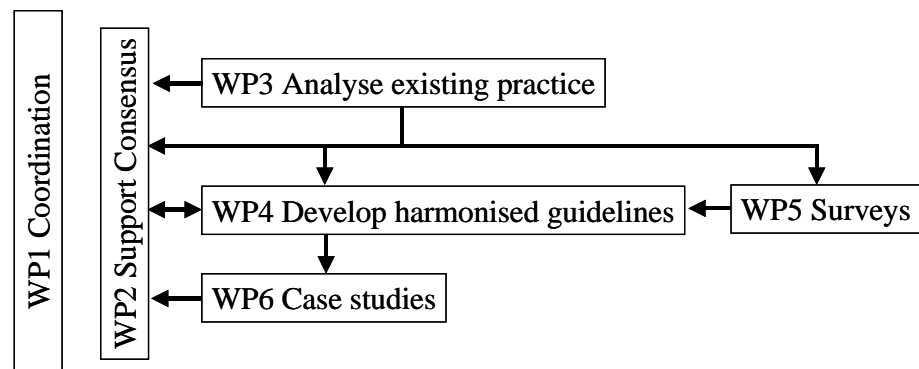 WP1 Coordination
WP2 Support Consensus
WP3 Analyse existing practice
WP4 Develop harmonised guidelines
WP5 Surveys
WP6 Case studies